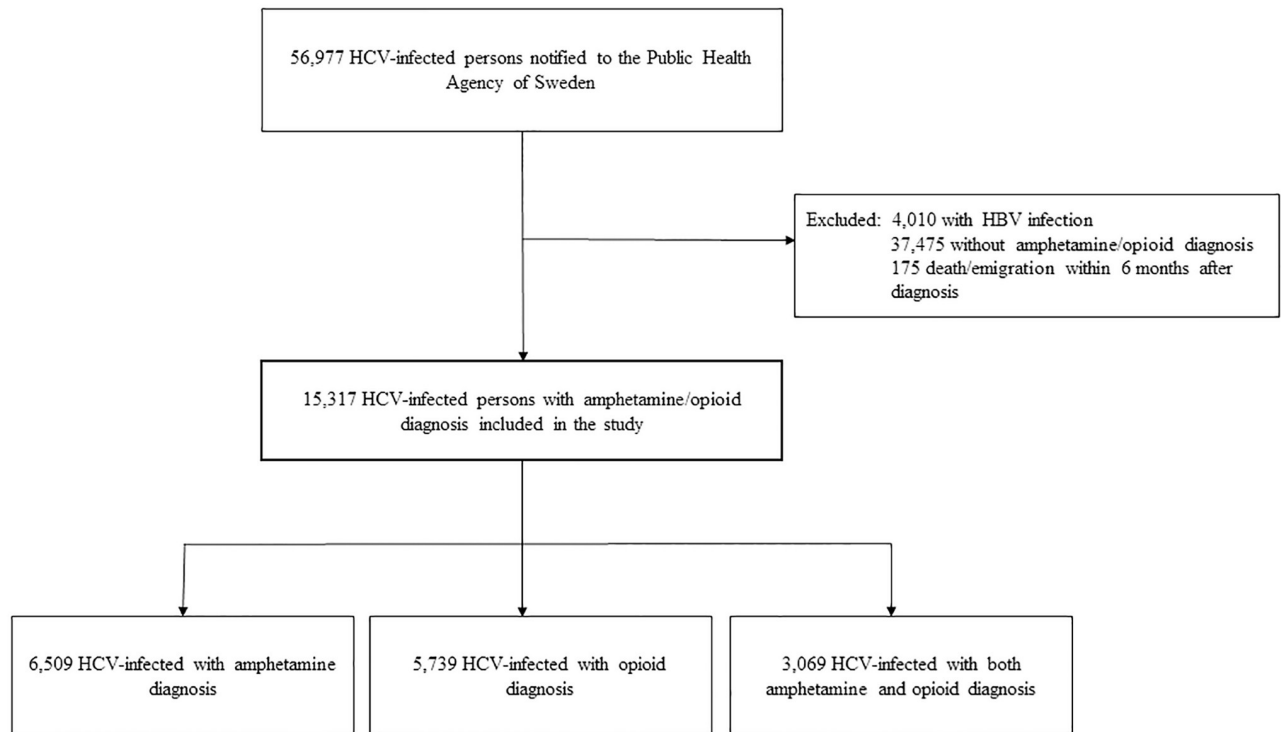 56,977 HCV-infected persons notified to the Public Health
Agency of Sweden
Excluded: 4,010 with HBV infection
37,475 without amphetamine/opioid diagnosis
175 death/emigration within 6 months after
diagnosis
15,317 HCV-infected persons with amphetamine/opioid
diagnosis included in the study
6,509 HCV-infected with amphetamine
diagnosis
5,739 HCV-infected with opioid
diagnosis
3,069 HCV-infected with both
amphetamine and opioid diagnosis